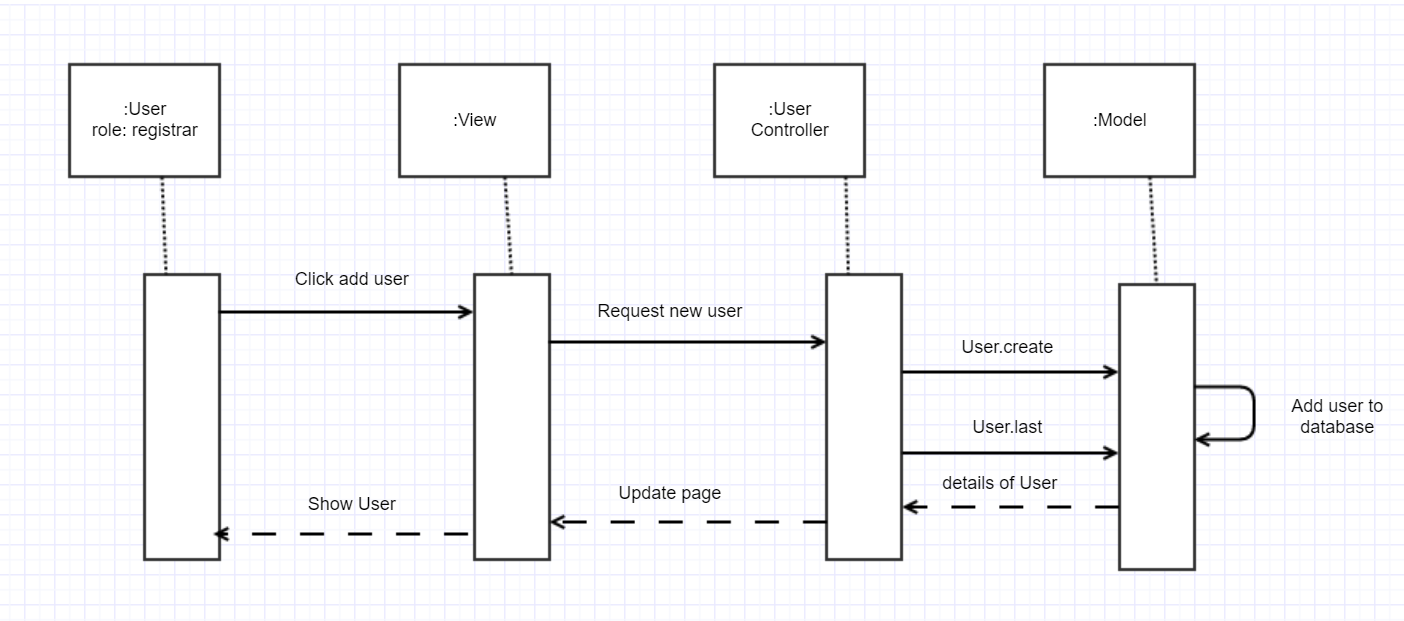 :User
role: registrar
:View
:User
Controller
:Model
Click add user
Request new user
User.create
Add user to
database
User.last
details of User
Update page
Show User